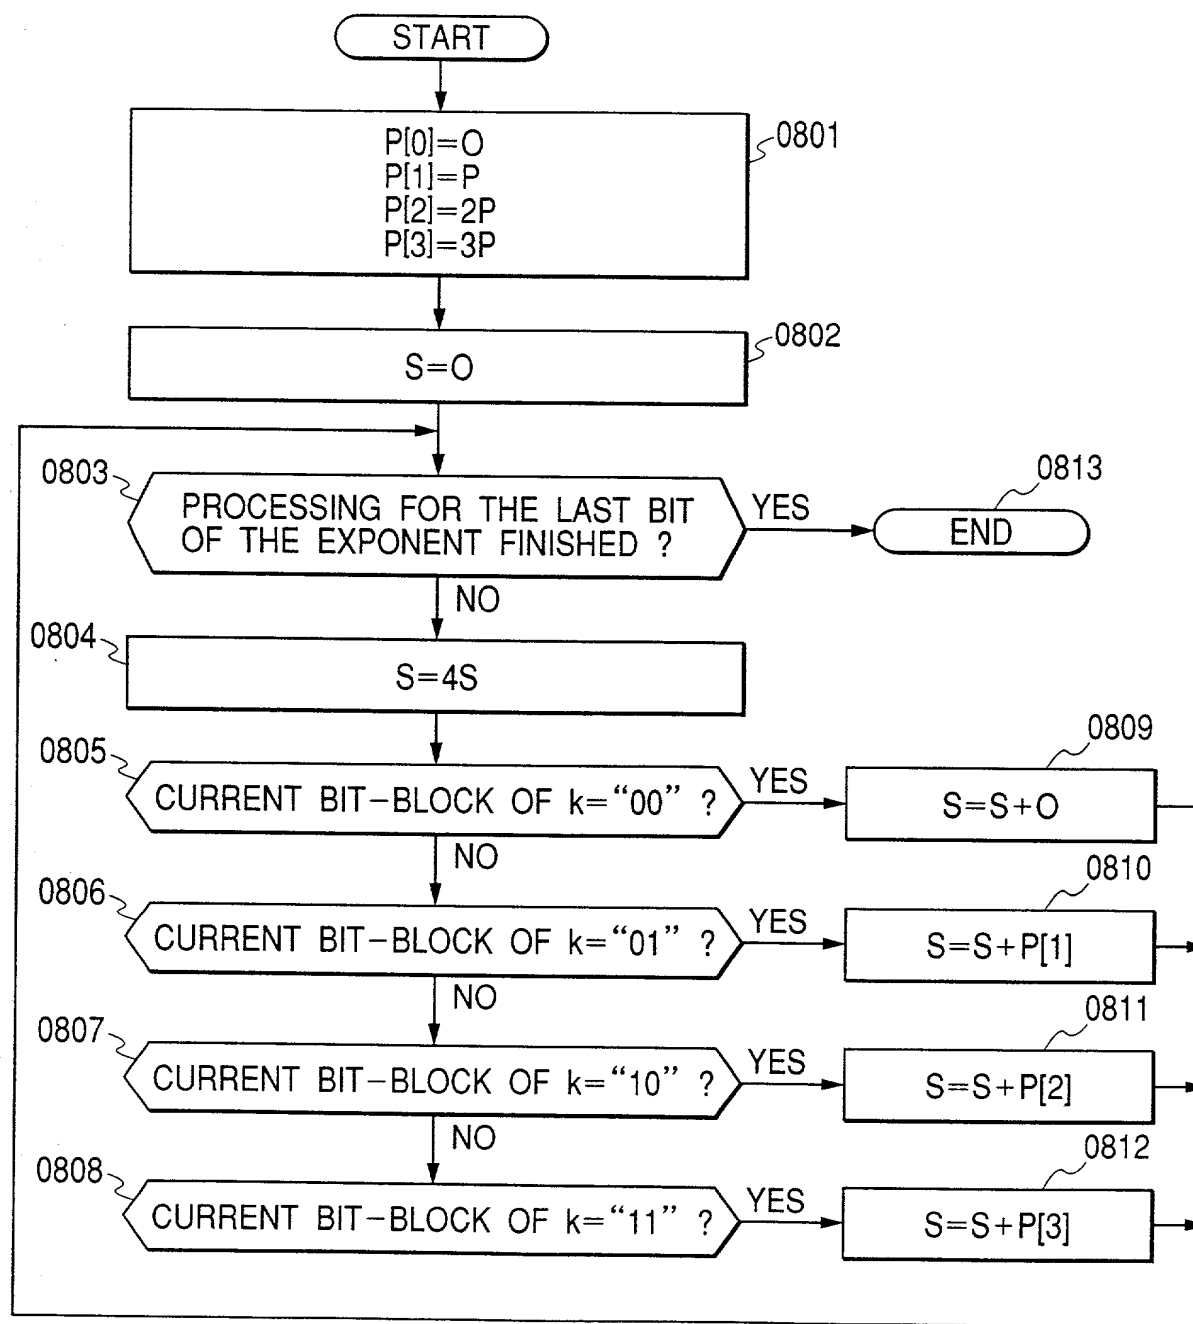 START
P[0]=O
P[1]=P
P[2]=2P
P[3]=3P
0801
S=O
0802
0803
PROCESSING FOR THE LAST BIT
OF THE EXPONENT FINISHED ?
YES
0813
END
NO
0804
S=4S
0805
CURRENT BIT-BLOCK OF k="00" ?
YES
0809
S=S+O
NO
0806
CURRENT BIT-BLOCK OF k="01" ?
YES
0810
S=S+P[1]
NO
0807
CURRENT BIT-BLOCK OF k="10" ?
YES
0811
S=S+P[2]
NO
0808
CURRENT BIT-BLOCK OF k="11" ?
YES
0812
S=S+P[3]